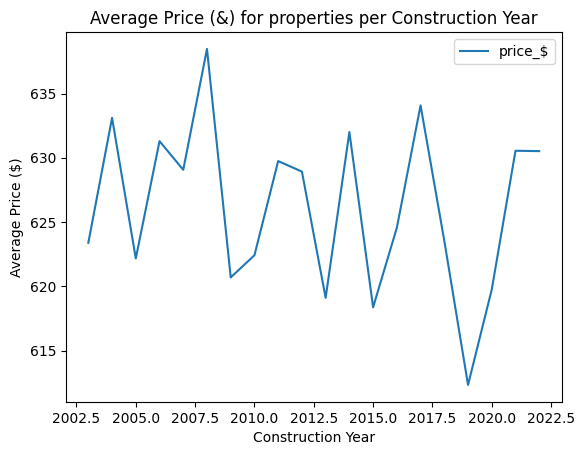 Average Price (&) for properties per Construction Year
price_$
635
630
625
620
615
Average Price ($)
2002.5 2005.0 2007.5 2010.0 2012.5 2015.0 2017.5 2020.0 2022.5
Construction Year